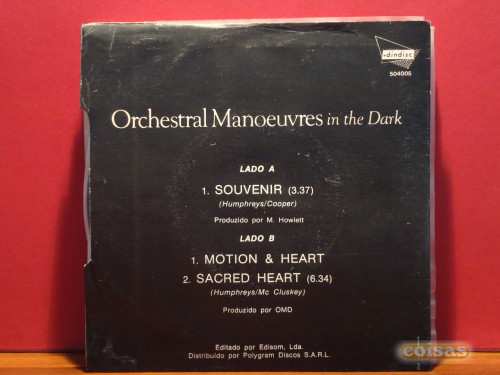 dindisc
504005
Orchestral Manoeuvres in the Dark
LADO A
1. SOUVENIR (3.37)
(Humphreys/Cooper)
Produzido por M. Howlett
LADO B
1. MOTION & HEART
2. SACRED HEART (6.34)
(Humphreys/Mc Cluskey)
Produzido por OMD
Editado por Edisom, Lda.
Distribuido por Polygram Discos S.A.R.L.
coisas